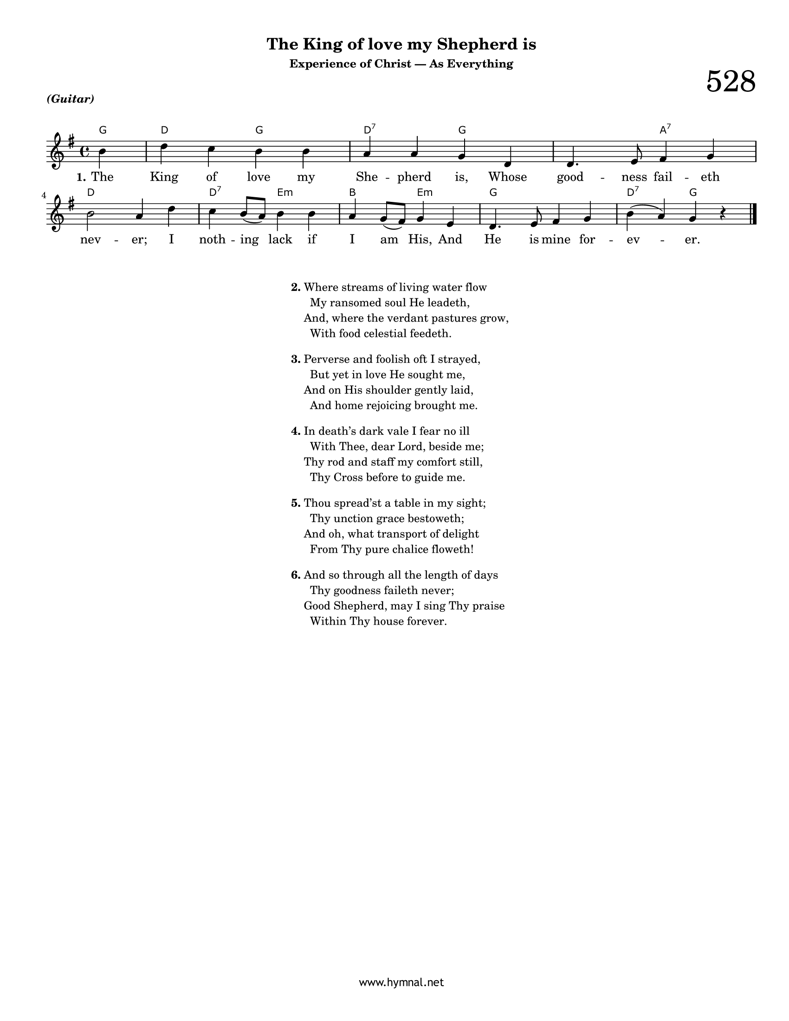 The King of love my Shepherd is
Experience of Christ — As Everything
528
(Guitar)
G D G D7 G A7
1. The King of love my She - pherd is, Whose good - ness fail - eth
4 D D7 Em B Em G D7 G
nev - er; I noth - ing lack if I am His, And He is mine for - ev - er.
2. Where streams of living water flow
My ransomed soul He leadeth,
And, where the verdant pastures grow,
With food celestial feedeth.
3. Perverse and foolish oft I strayed,
But yet in love He sought me,
And on His shoulder gently laid,
And home rejoicing brought me.
4. In death's dark vale I fear no ill
With Thee, dear Lord, beside me;
Thy rod and staff my comfort still,
Thy Cross before to guide me.
5. Thou spread'st a table in my sight;
Thy unction grace bestoweth;
And oh, what transport of delight
From Thy pure chalice floweth!
6. And so through all the length of days
Thy goodness faileth never;
Good Shepherd, may I sing Thy praise
Within Thy house forever.
www.hymnal.net